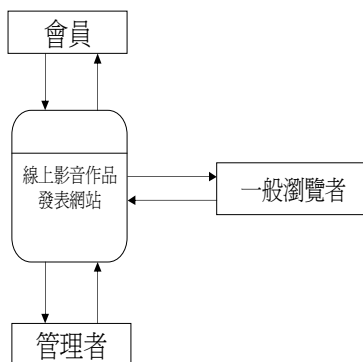 會員
線上影音作品
發表網站
一般瀏覽者
管理者